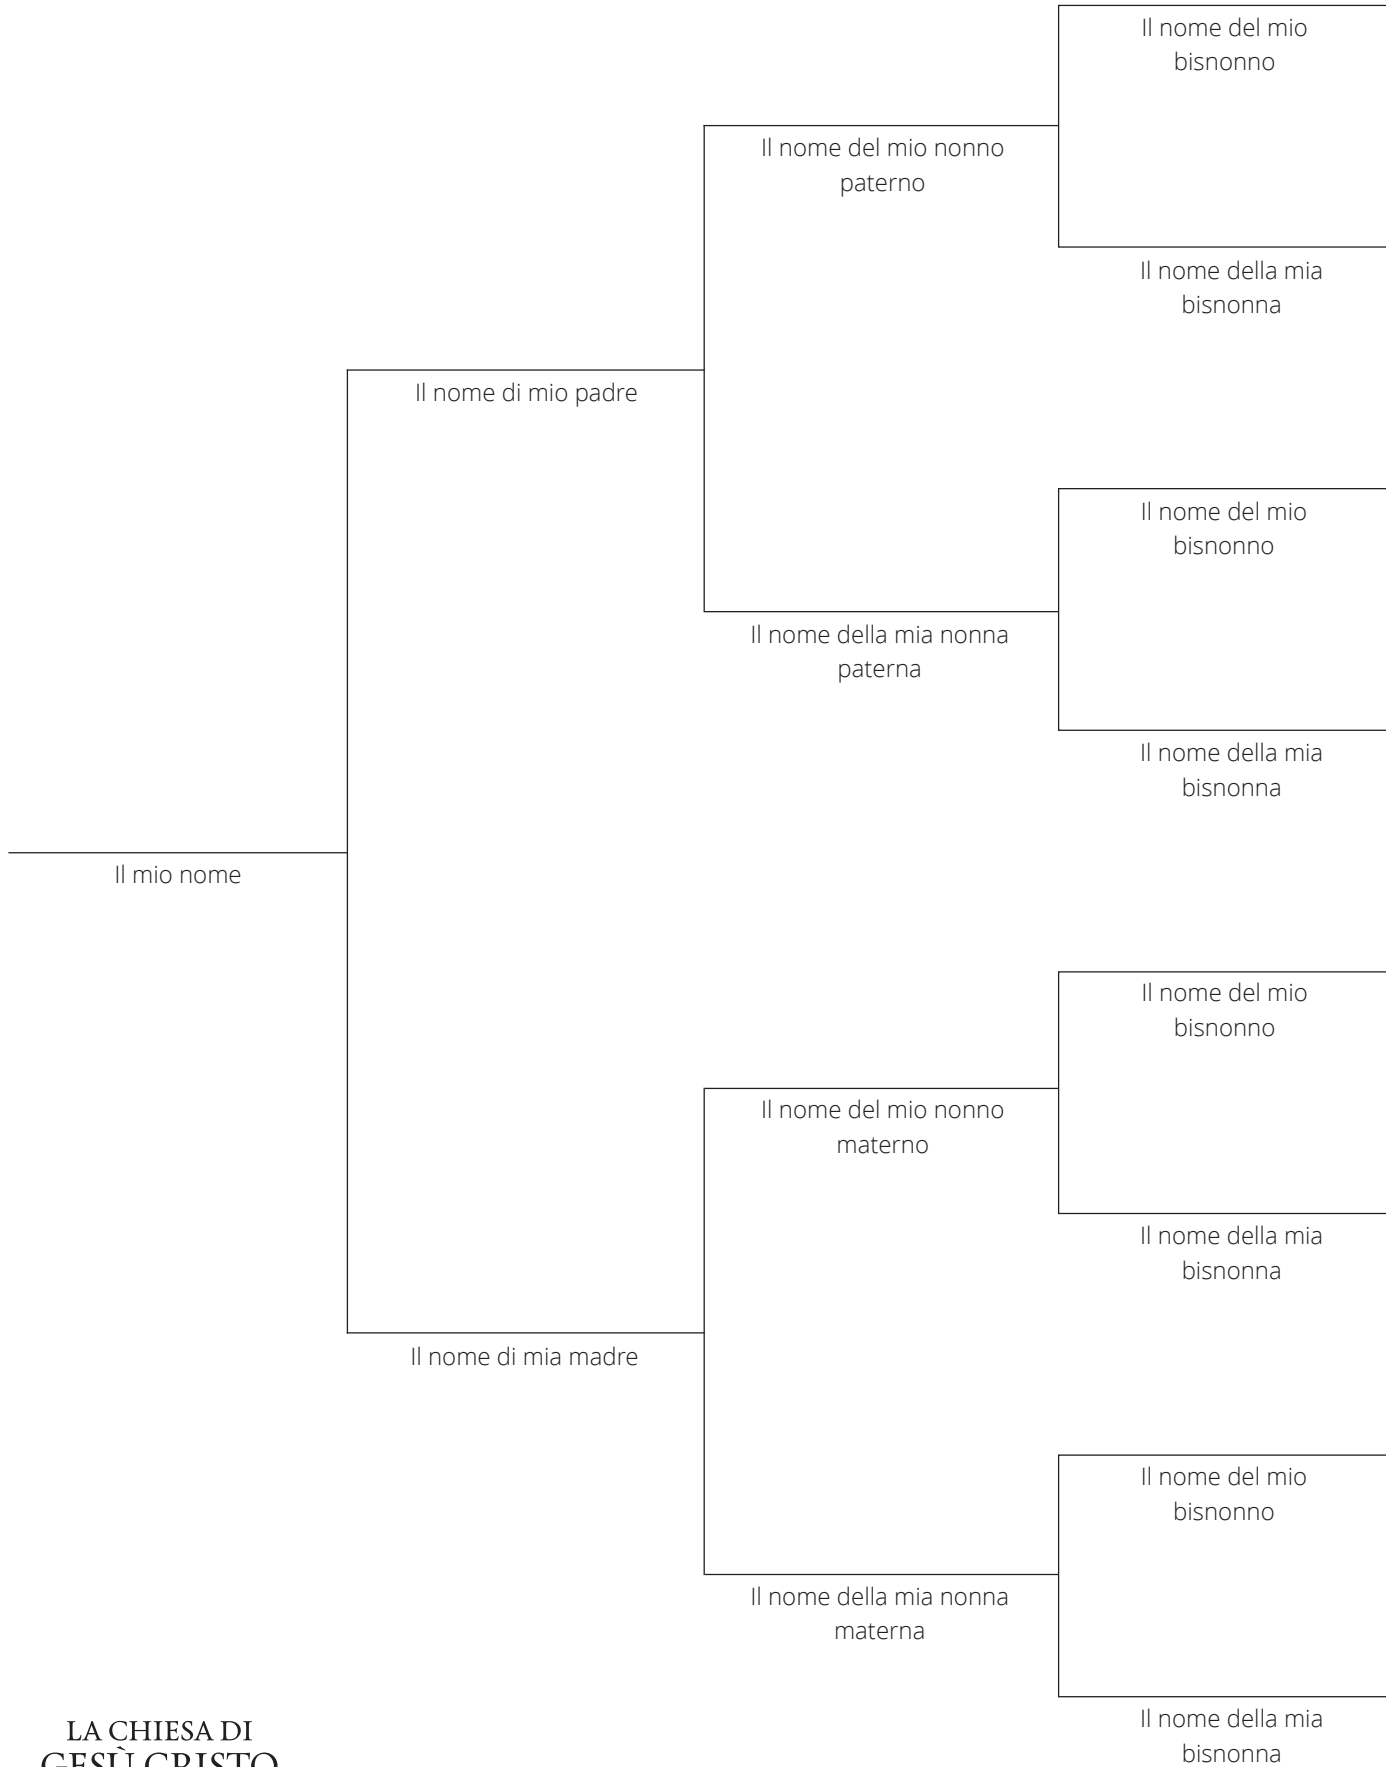 Il nome del mio
bisnonno
Il nome del mio nonno
paterno
Il nome della mia
bisnonna
Il nome di mio padre
Il nome del mio
bisnonno
Il nome della mia nonna
paterna
Il nome della mia
bisnonna
Il mio nome
Il nome del mio
bisnonno
Il nome del mio nonno
materno
Il nome della mia
bisnonna
Il nome di mia madre
Il nome del mio
bisnonno
Il nome della mia nonna
materna
Il nome della mia
bisnonna
LA CHIESA DI
GESÙ CRISTO